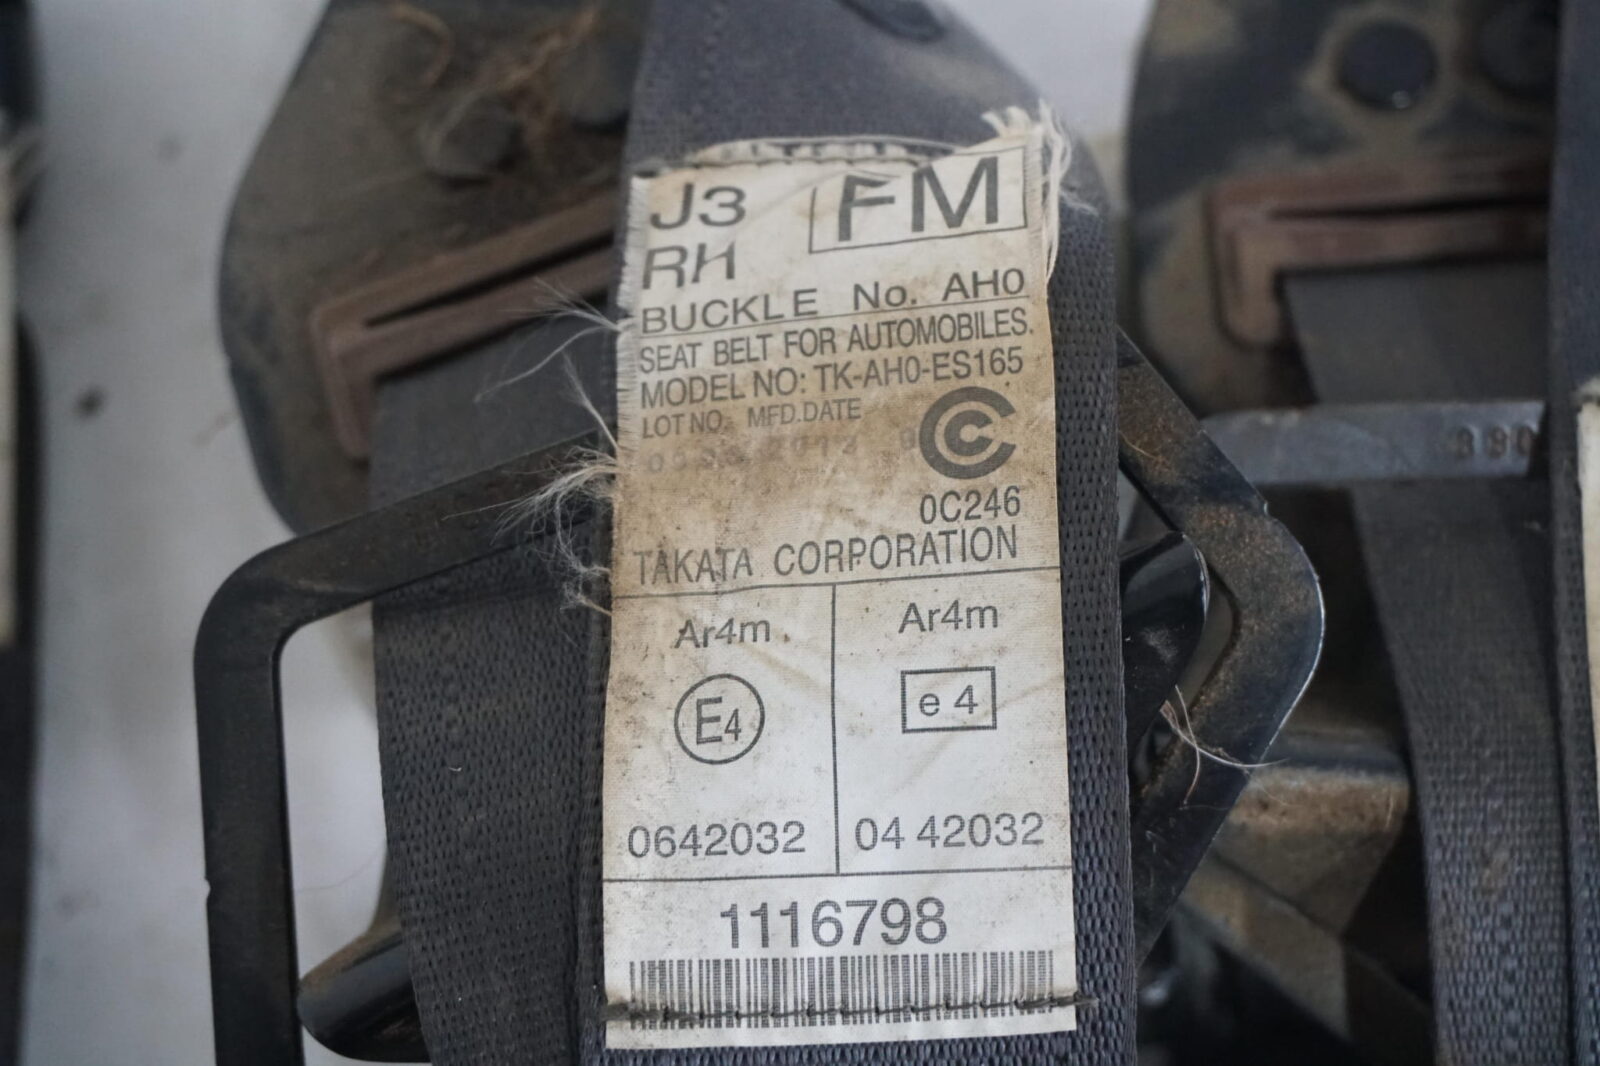 J3 FM
RH
BUCKLE No. AH0
SEAT BELT FOR AUTOMOBILES.
MODEL NO: TK-AH0-ES165
LOT NO. MFD.DATE
0C246
TAKATA CORPORATION
Ar4m Ar4m
E4 e 4
0642032 04 42032
1116798